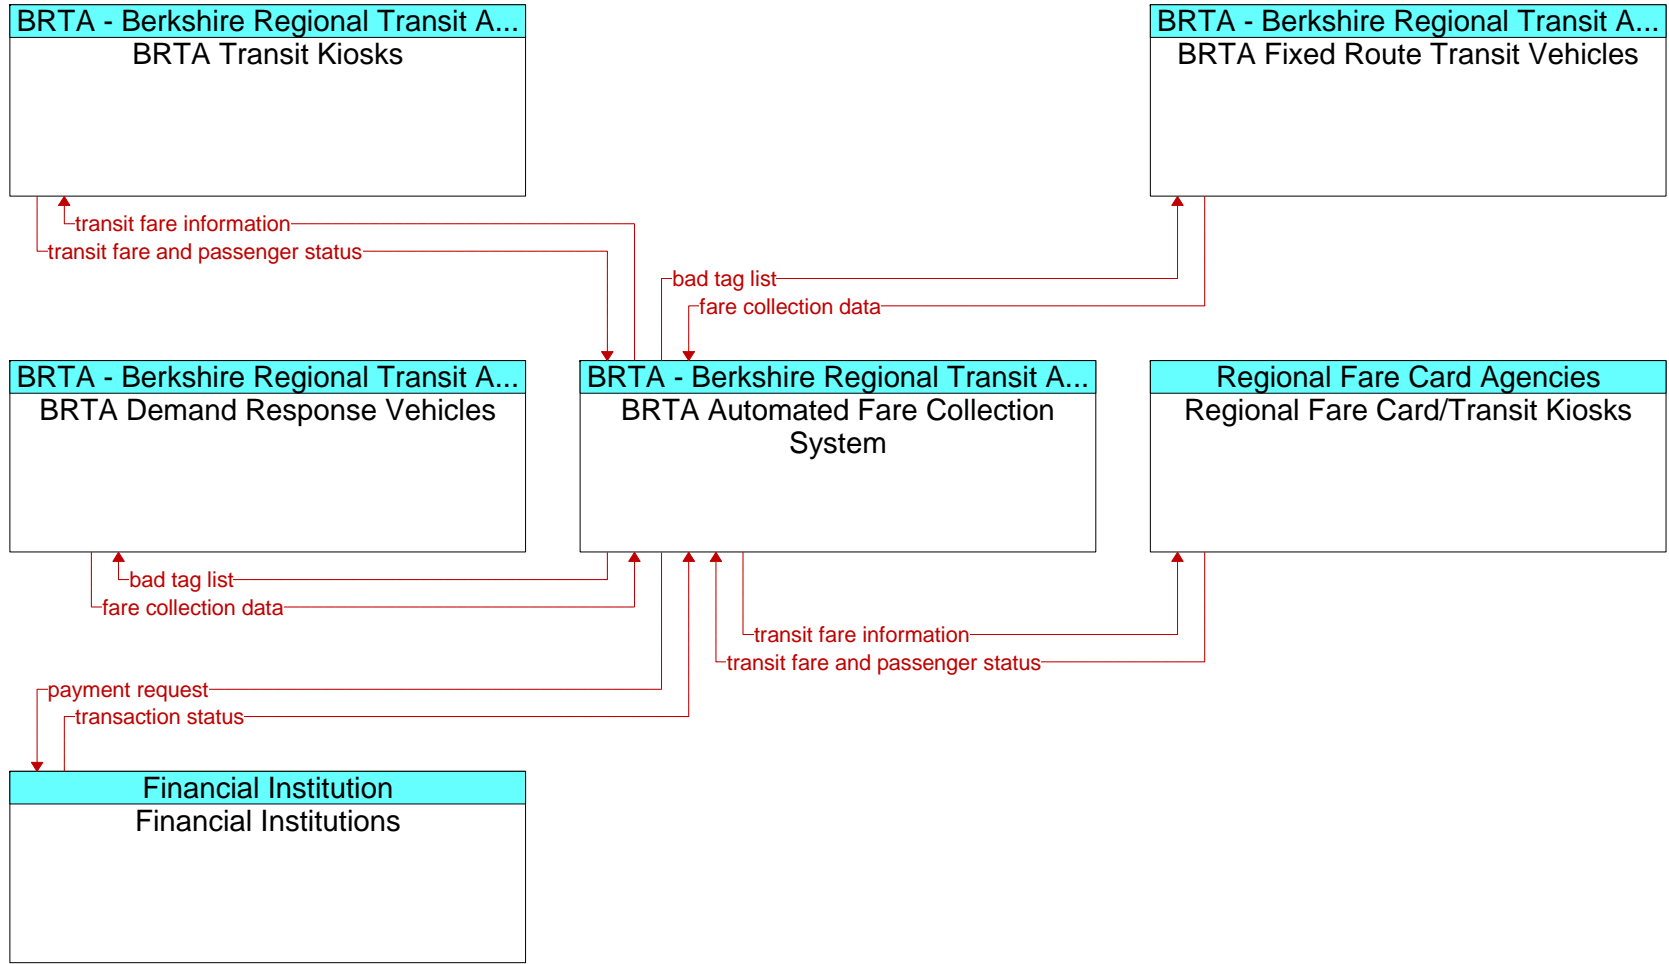 BRTA - Berkshire Regional Transit A...
BRTA Transit Kiosks
BRTA - Berkshire Regional Transit A...
BRTA Fixed Route Transit Vehicles
transit fare information
transit fare and passenger status
bad tag list
fare collection data
BRTA - Berkshire Regional Transit A...
BRTA Demand Response Vehicles
BRTA - Berkshire Regional Transit A...
BRTA Automated Fare Collection
System
Regional Fare Card Agencies
Regional Fare Card/Transit Kiosks
bad tag list
fare collection data
transit fare information
transit fare and passenger status
payment request
transaction status
Financial Institution
Financial Institutions